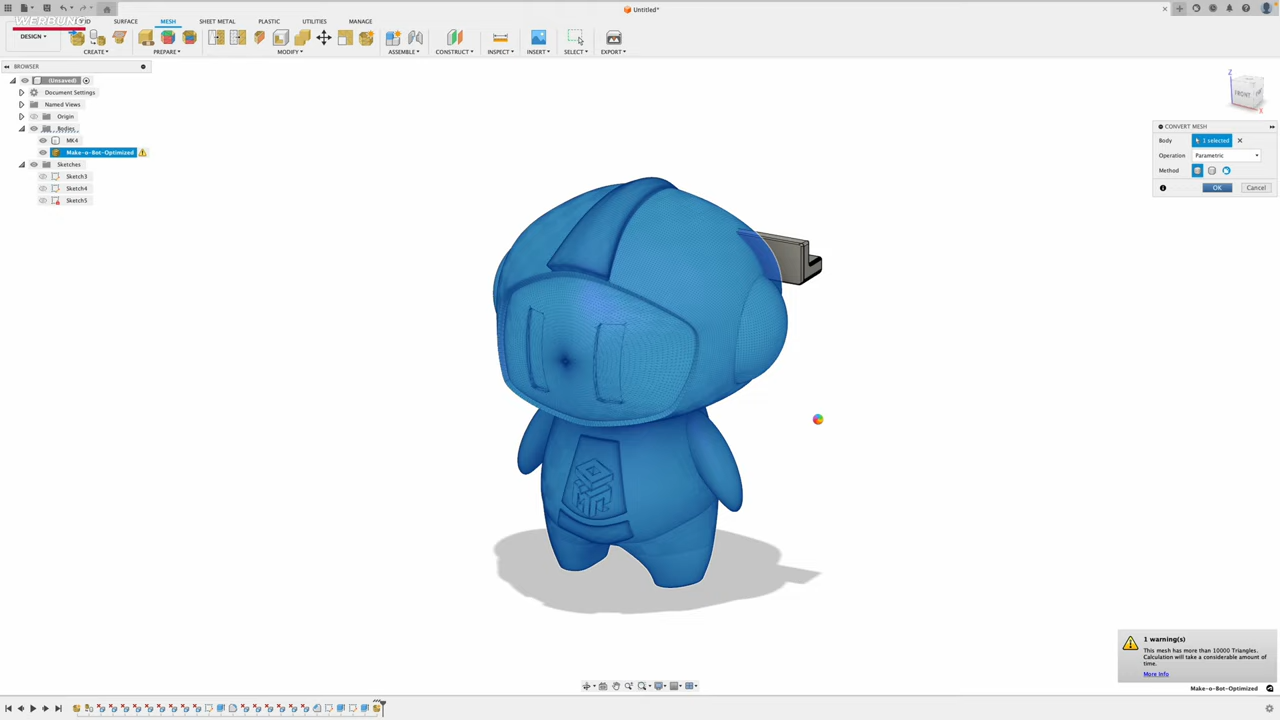 Untitled*
WERBUNG
SURFACE
MESH
SHEET METAL
PLASTIC
UTILITIES
MANAGE
DESIGN
CREATE
PREPARE
MODIFY
ASSEMBLE
CONSTRUCT
INSPECT
INSERT
SELECT
EXPORT
BROWSER
(Unsaved)
Document Settings
Named Views
Origin
Bodies
MK4
Make-o-Bot-Optimized
Sketches
Sketch3
Sketch4
Sketch5
Z
FRONT
X
CONVERT MESH
Body 1 selected
Operation Parametric
Method
OK Cancel
1 warning(s)
This mesh has more than 10000 Triangles.
Calculation will take a considerable amount of
time.
More Info
Make-o-Bot-Optimized